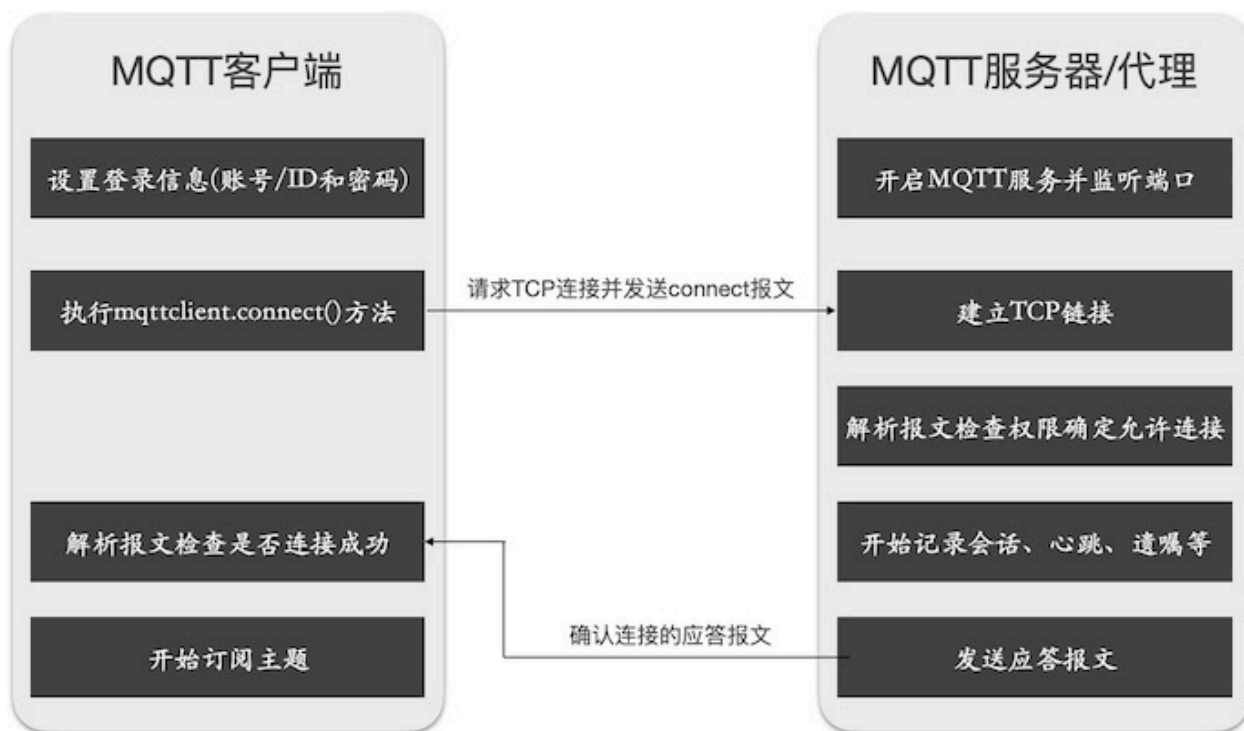 MQTT客户端
设置登录信息(账号/ID和密码)
执行mqttclient.connect()方法
解析报文检查是否连接成功
开始订阅主题
请求TCP连接并发送connect报文
确认连接的应答报文
MQTT服务器/代理
开启MQTT服务并监听端口
建立TCP链接
解析报文检查权限确定允许连接
开始记录会话、心跳、遗嘱等
发送应答报文